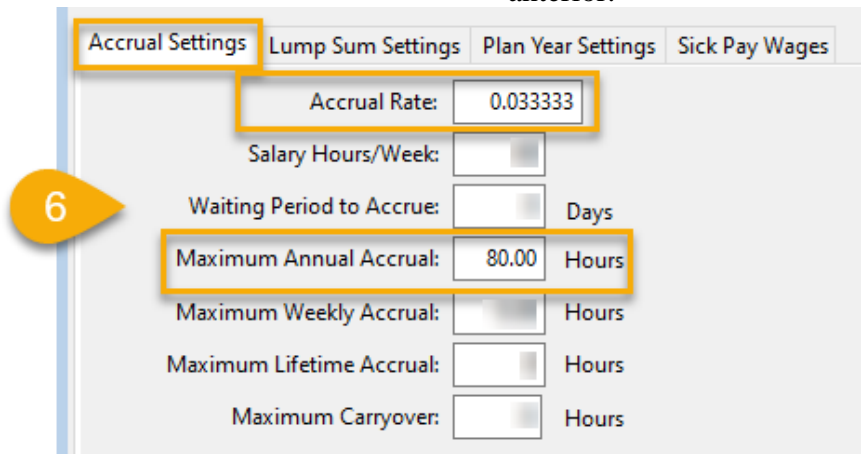 anterior.
Accrual Settings Lump Sum Settings Plan Year Settings Sick Pay Wages
Accrual Rate: 0.033333
Salary Hours/Week:
6
Waiting Period to Accrue: Days
Maximum Annual Accrual: 80.00 Hours
Maximum Weekly Accrual: Hours
Maximum Lifetime Accrual: Hours
Maximum Carryover: Hours